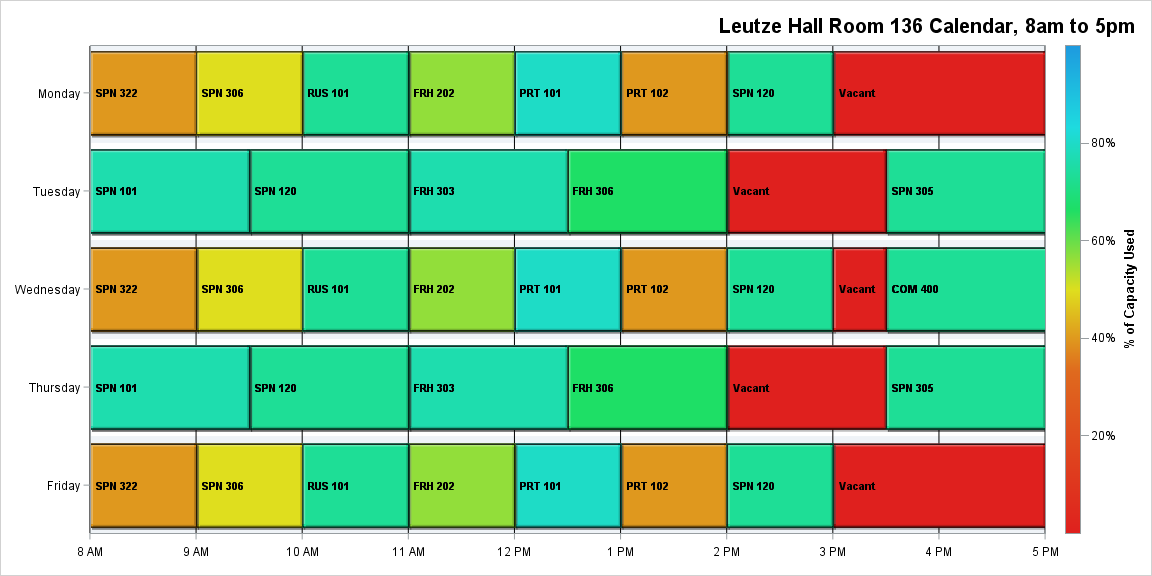 Leutze Hall Room 136 Calendar, 8am to 5pm
Monday
SPN 322
SPN 306
RUS 101
FRH 202
PRT 101
PRT 102
SPN 120
Vacant
Tuesday
SPN 101
SPN 120
FRH 303
FRH 306
Vacant
SPN 305
Wednesday
SPN 322
SPN 306
RUS 101
FRH 202
PRT 101
PRT 102
SPN 120
Vacant
COM 400
Thursday
SPN 101
SPN 120
FRH 303
FRH 306
Vacant
SPN 305
Friday
SPN 322
SPN 306
RUS 101
FRH 202
PRT 101
PRT 102
SPN 120
Vacant
8 AM
9 AM
10 AM
11 AM
12 PM
1 PM
2 PM
3 PM
4 PM
5 PM
80%
60%
40%
20%
% of Capacity Used